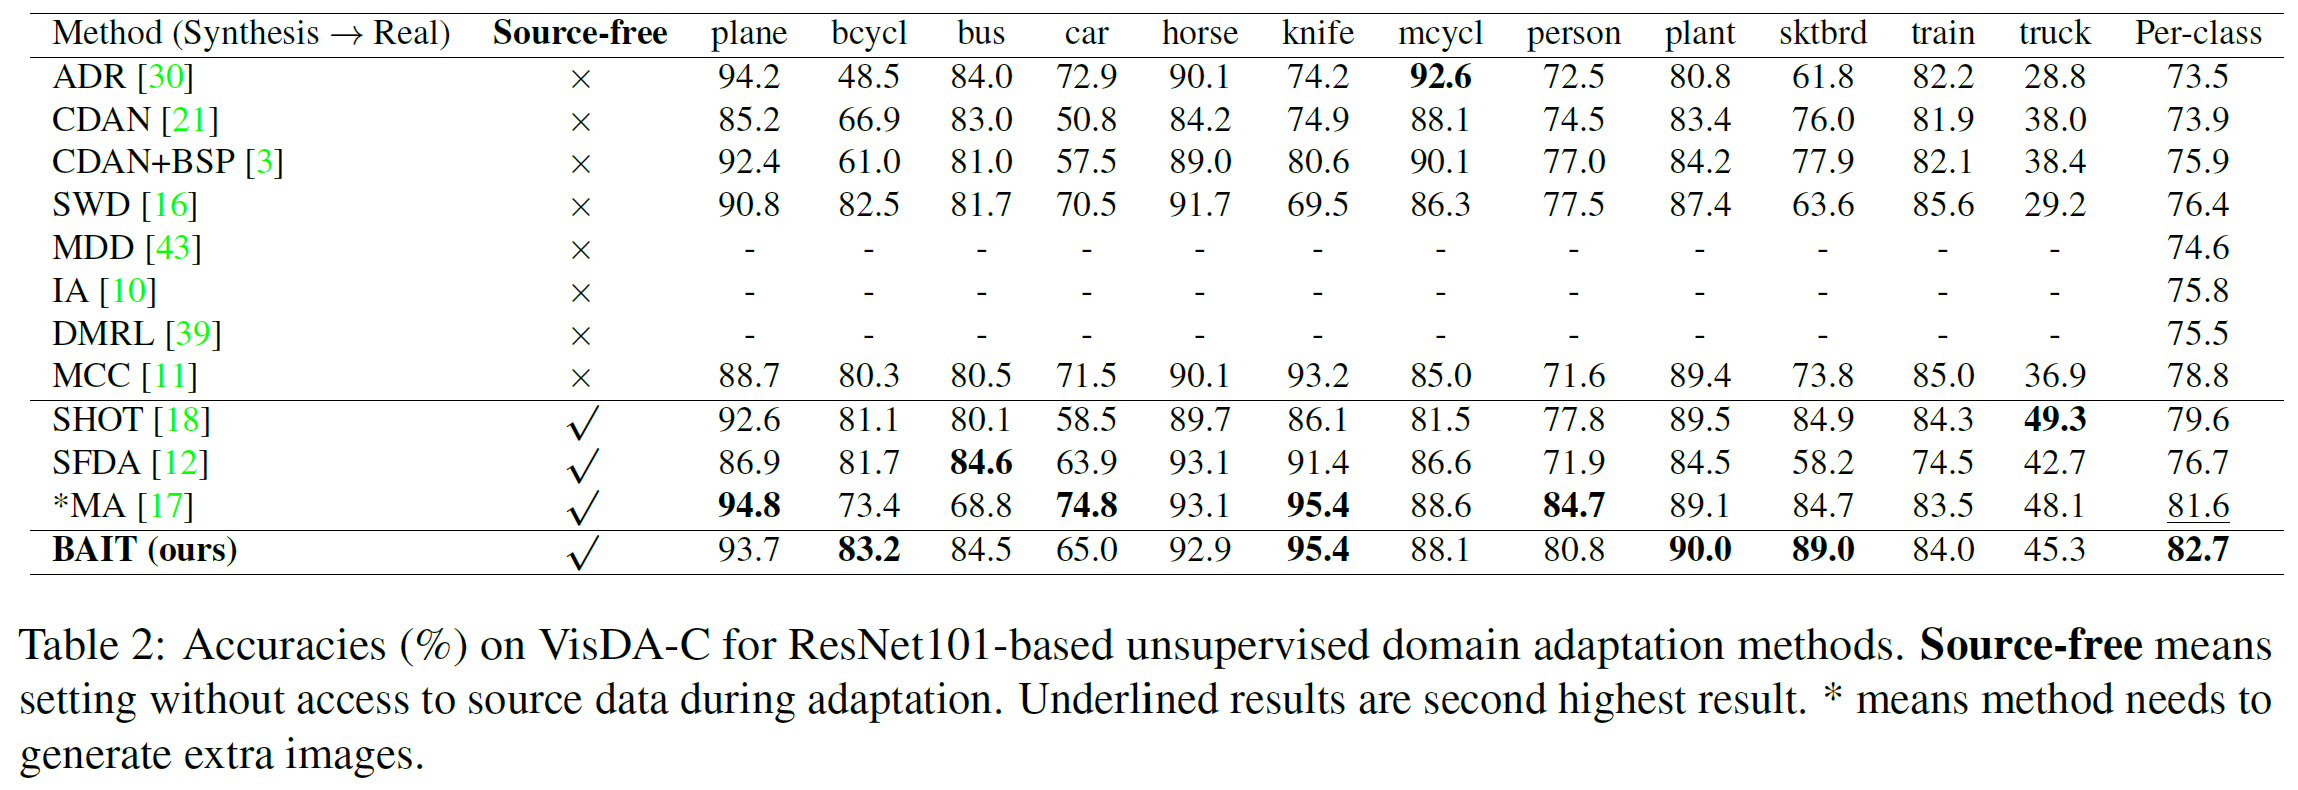 Method (Synthesis → Real) Source-free plane bcycl bus car horse knife mcycl person plant sktbrd train truck Per-class
ADR [30] × 94.2 48.5 84.0 72.9 90.1 74.2 92.6 72.5 80.8 61.8 82.2 28.8 73.5
CDAN [21] × 85.2 66.9 83.0 50.8 84.2 74.9 88.1 74.5 83.4 76.0 81.9 38.0 73.9
CDAN+BSP [3] × 92.4 61.0 81.0 57.5 89.0 80.6 90.1 77.0 84.2 77.9 82.1 38.4 75.9
SWD [16] × 90.8 82.5 81.7 70.5 91.7 69.5 86.3 77.5 87.4 63.6 85.6 29.2 76.4
MDD [43] × - - - - - - - - - - - - 74.6
IA [10] × - - - - - - - - - - - - 75.8
DMRL [39] × - - - - - - - - - - - - 75.5
MCC [11] × 88.7 80.3 80.5 71.5 90.1 93.2 85.0 71.6 89.4 73.8 85.0 36.9 78.8
SHOT [18] √ 92.6 81.1 80.1 58.5 89.7 86.1 81.5 77.8 89.5 84.9 84.3 49.3 79.6
SFDA [12] √ 86.9 81.7 84.6 63.9 93.1 91.4 86.6 71.9 84.5 58.2 74.5 42.7 76.7
*MA [17] √ 94.8 73.4 68.8 74.8 93.1 95.4 88.6 84.7 89.1 84.7 83.5 48.1 81.6
BAIT (ours) √ 93.7 83.2 84.5 65.0 92.9 95.4 88.1 80.8 90.0 89.0 84.0 45.3 82.7
Table 2: Accuracies (%) on VisDA-C for ResNet101-based unsupervised domain adaptation methods. Source-free means
setting without access to source data during adaptation. Underlined results are second highest result. * means method needs to
generate extra images.